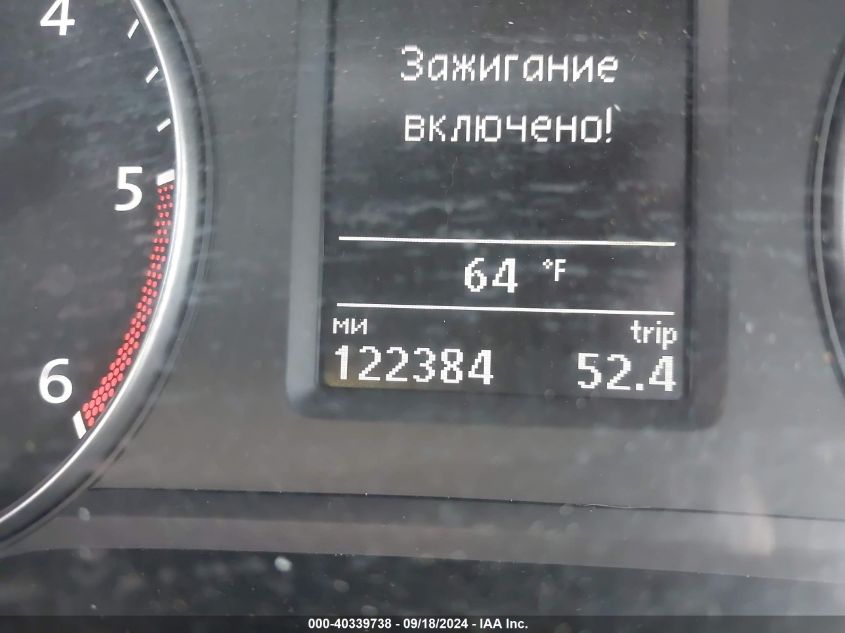 4
Зажигание
включено!
5
64 °F
ми trip
6
122384 52.4
000-40339738 - 09/18/2024 - IAA Inc.